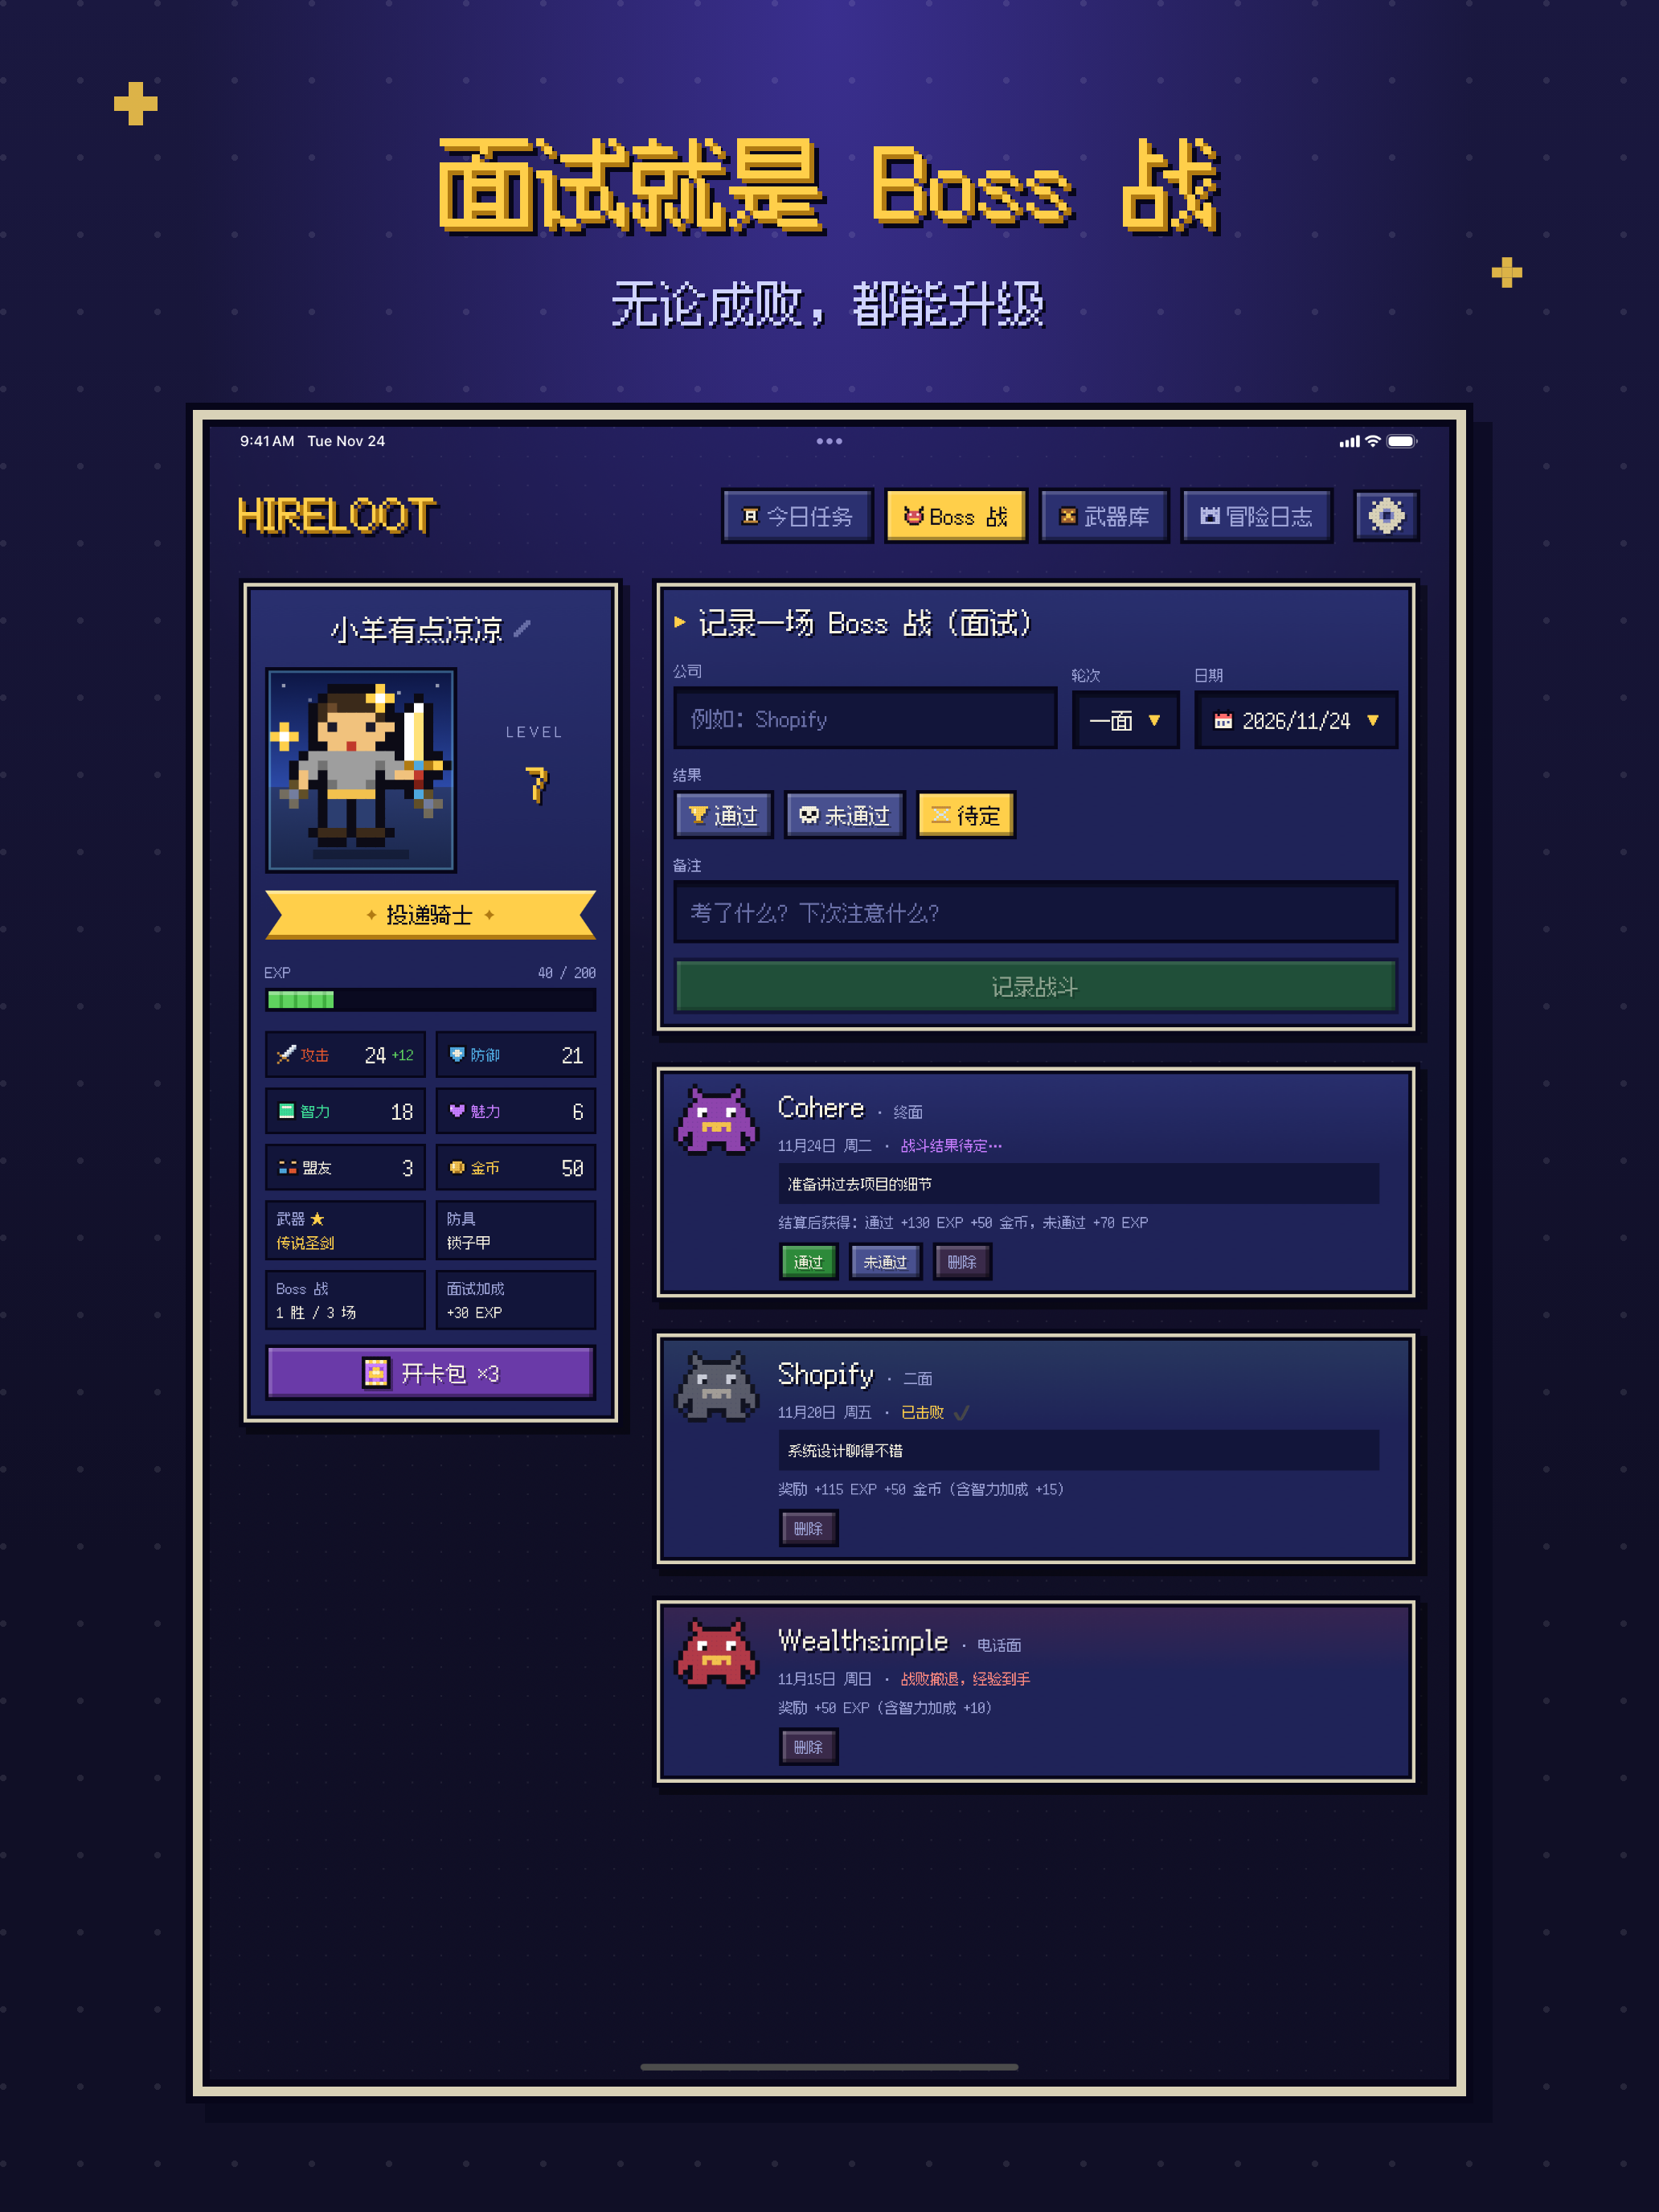 面试就是 Boss 战
无论成败，都能升级
9:41 AM Tue Nov 24
HIRELOOT
今日任务
Boss 战
武器库
冒险日志
小羊有点凉凉
LEVEL
7
投递骑士
EXP 40 / 200
攻击 24 +12
防御 21
智力 18
魅力 6
盟友 3
金币 50
武器 ★
传说圣剑
防具
锁子甲
Boss 战
1 胜 / 3 场
面试加成
+30 EXP
开卡包 ×3
记录一场 Boss 战（面试）
公司
例如：Shopify
轮次
一面 ▼
日期
2026/11/24 ▼
结果
通过
未通过
待定
备注
考了什么？下次注意什么？
记录战斗
Cohere · 终面
11月24日 周二 · 战斗结果待定…
准备讲过去项目的细节
结算后获得：通过 +130 EXP +50 金币，未通过 +70 EXP
通过
未通过
删除
Shopify · 二面
11月20日 周五 · 已击败 ✓
系统设计聊得不错
奖励 +115 EXP +50 金币（含智力加成 +15）
删除
Wealthsimple · 电话面
11月15日 周日 · 战败撤退，经验到手
奖励 +50 EXP（含智力加成 +10）
删除